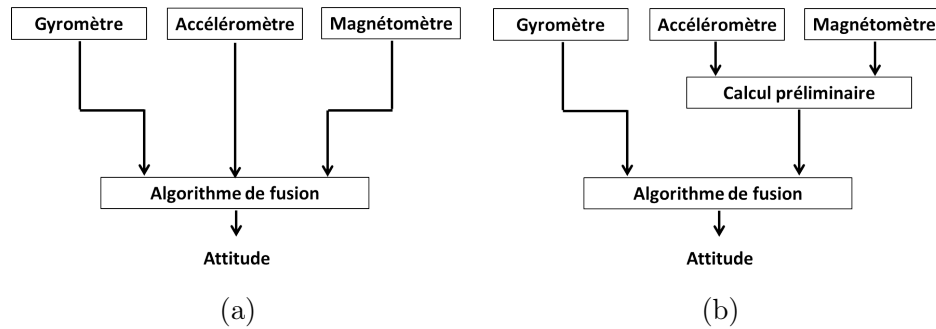 Gyromètre
Accéléromètre
Magnétomètre
Algorithme de fusion
Attitude
(a)
Gyromètre
Accéléromètre
Magnétomètre
Calcul préliminaire
Algorithme de fusion
Attitude
(b)